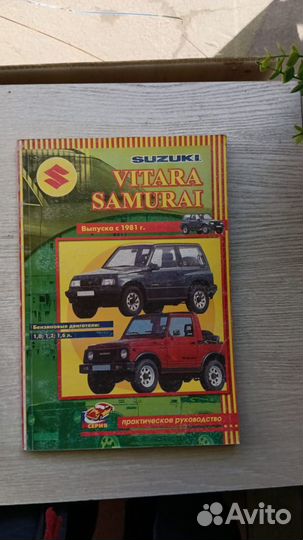 SUZUKI
VITARA
SAMURAI
Выпуска с 1981 г.
Бензиновые двигатели:
1,0; 1,3; 1,6 л.
СЕРИЯ
практическое руководство
Avito